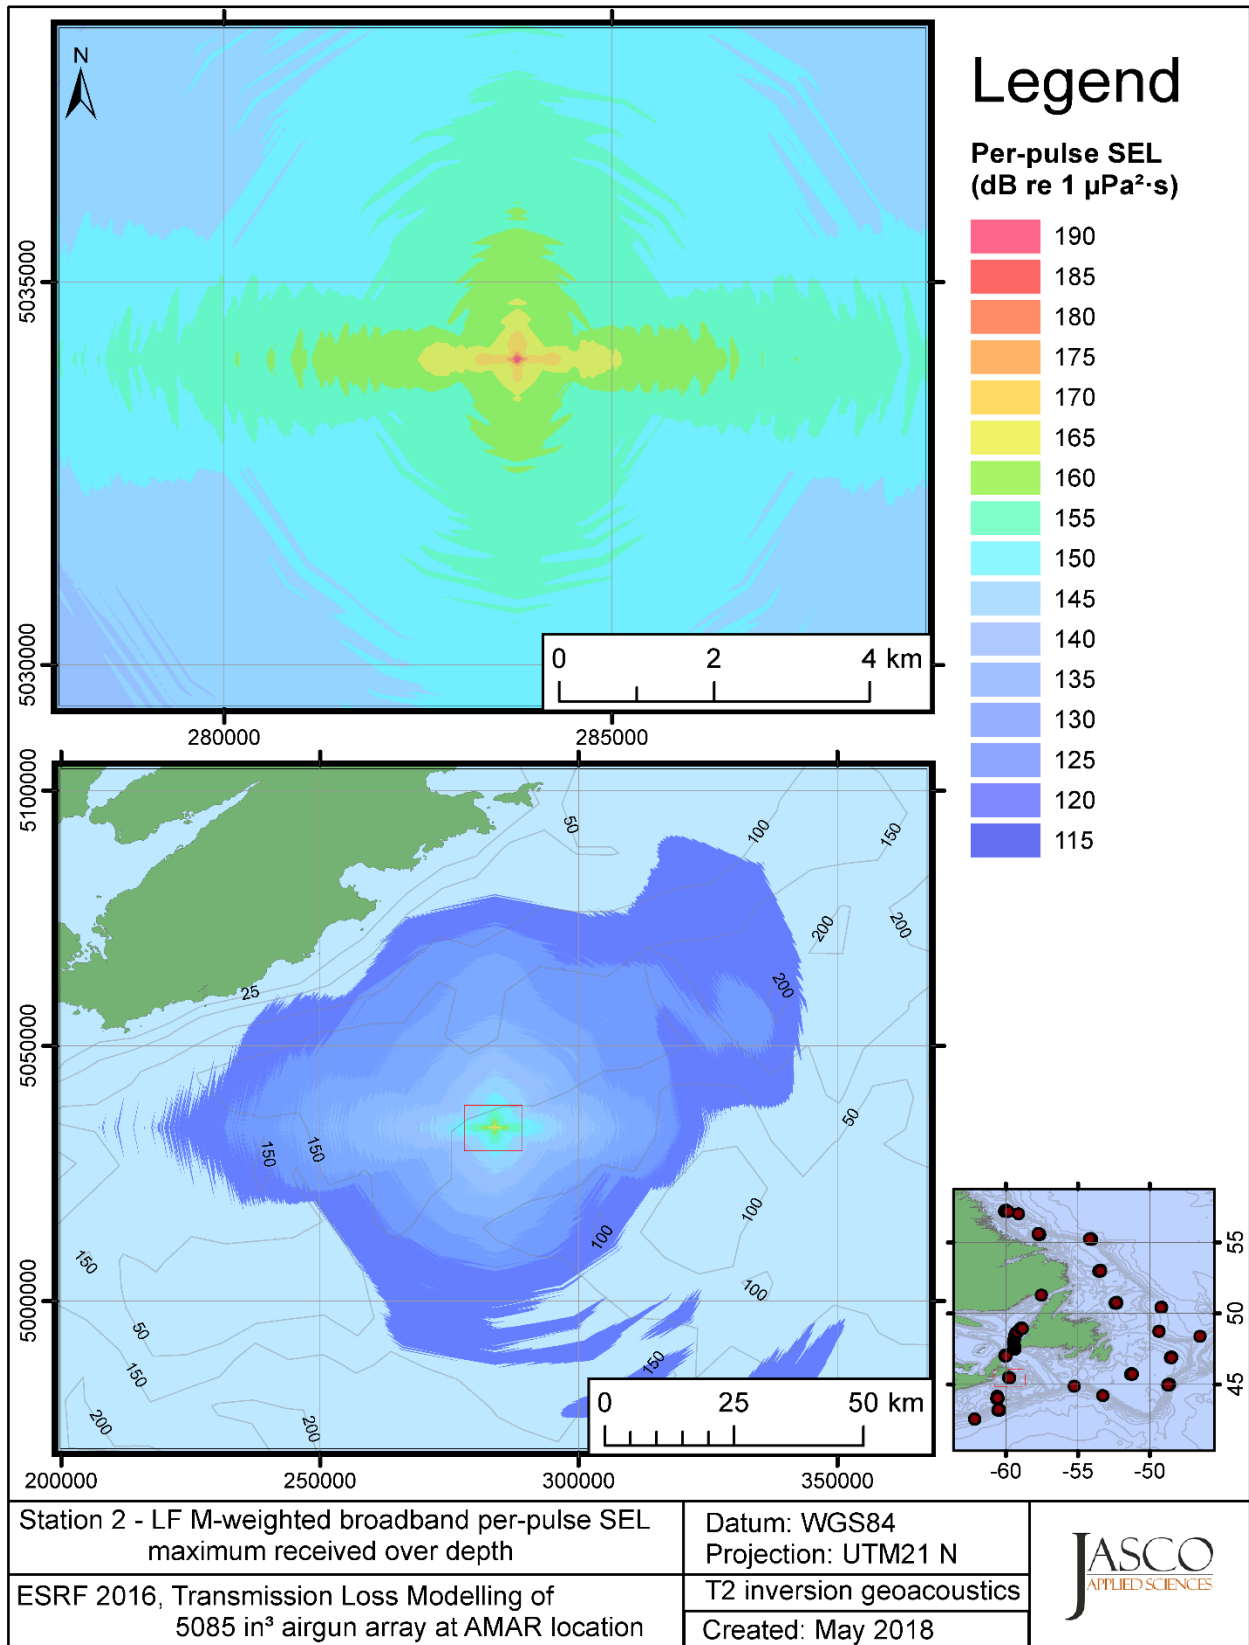 N
5035000
5030000
0 2 4 km
280000 285000
Legend
Per-pulse SEL
(dB re 1 µPa²·s)
190
185
180
175
170
165
160
155
150
145
140
135
130
125
120
115
5100000
5050000
5000000
50
100
150
200
200
200
25
50
150
150
100
100
100
150
50
150
200
200
150
0 25 50 km
200000 250000 300000 350000
55
50
45
-60 -55 -50
Station 2 - LF M-weighted broadband per-pulse SEL
maximum received over depth
ESRF 2016, Transmission Loss Modelling of
5085 in³ airgun array at AMAR location
Datum: WGS84
Projection: UTM21 N
T2 inversion geoacoustics
Created: May 2018
JASCO
APPLIED SCIENCES